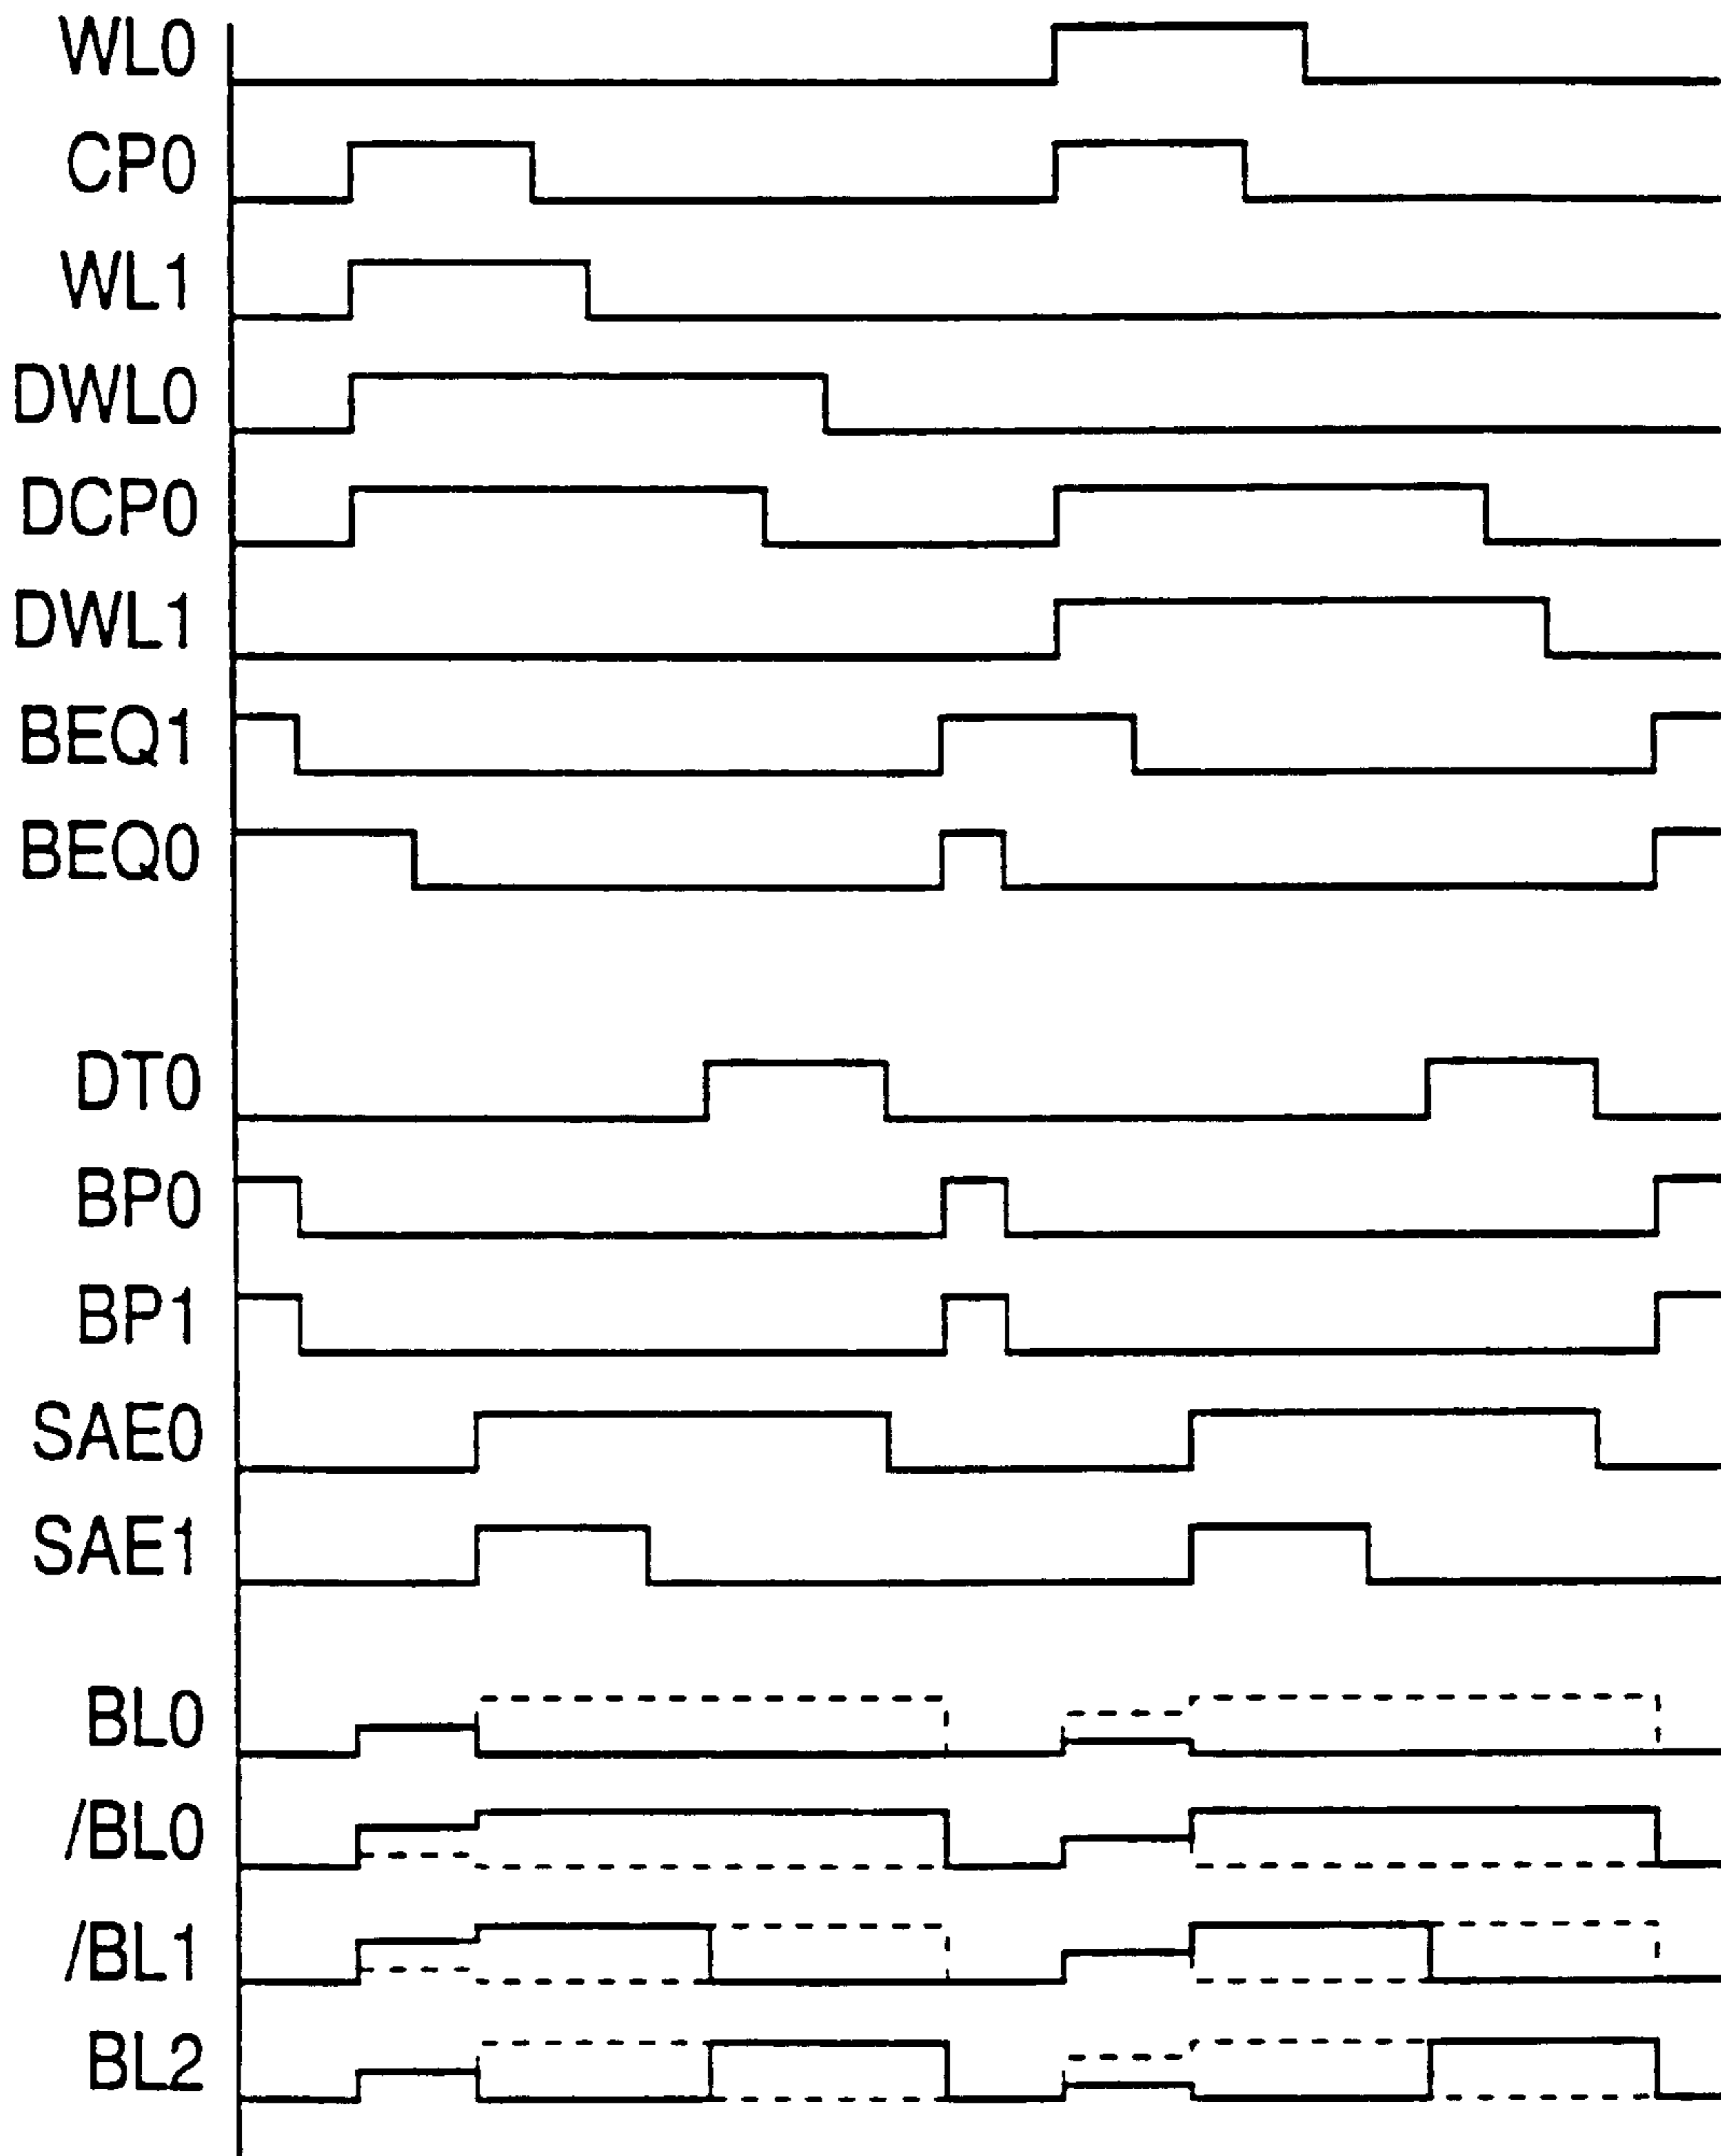 WL0
CP0
WL1
DWL0
DCP0
DWL1
BEQ1
BEQ0
DT0
BP0
BP1
SAE0
SAE1
BL0
/BL0
/BL1
BL2